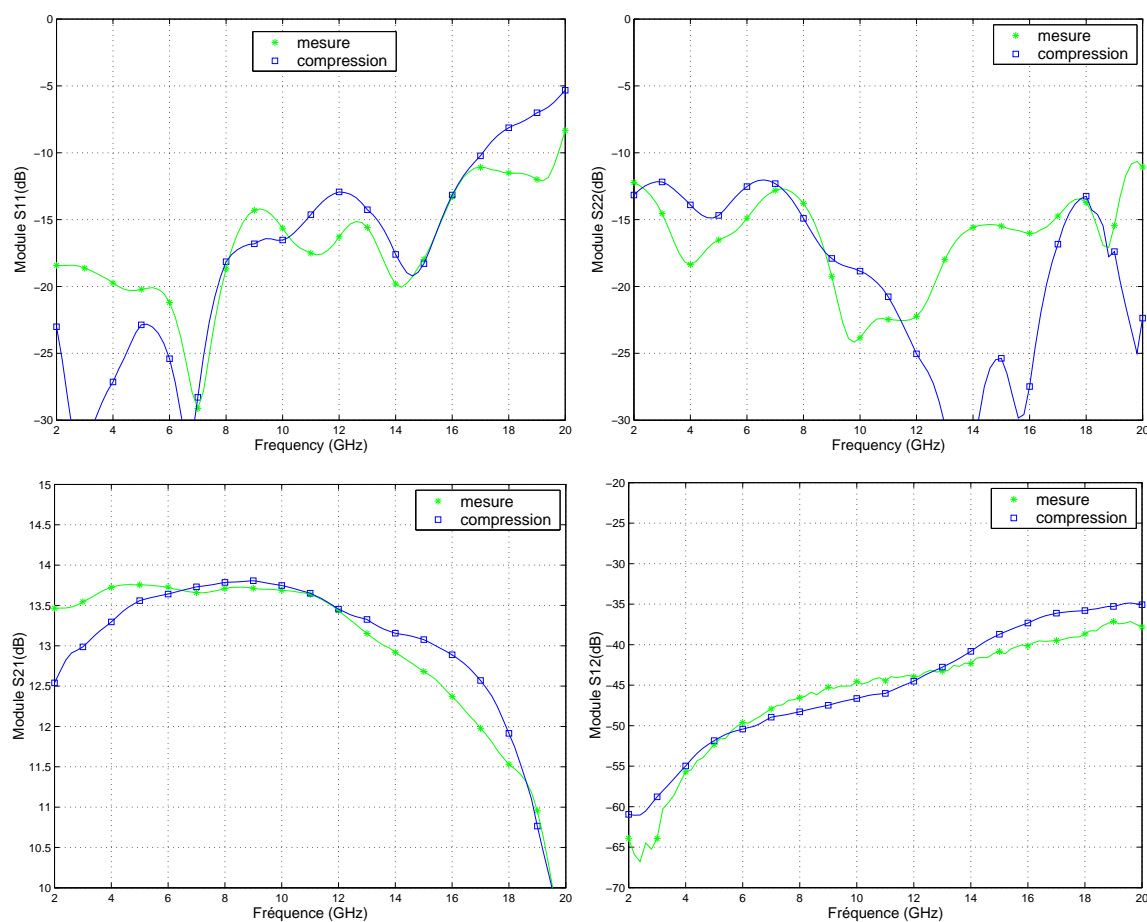 0
−5
−10
−15
−20
−25
−30
2 4 6 8 10 12 14 16 18 20
Frequency (GHz)
Module S11(dB)
mesure
compression
0
−5
−10
−15
−20
−25
−30
2 4 6 8 10 12 14 16 18 20
Frequency (GHz)
Module S22(dB)
mesure
compression
15
14.5
14
13.5
13
12.5
12
11.5
11
10.5
10
2 4 6 8 10 12 14 16 18 20
Fréquence (GHz)
Module S21(dB)
mesure
compression
−20
−25
−30
−35
−40
−45
−50
−55
−60
−65
−70
2 4 6 8 10 12 14 16 18 20
Fréquence (GHz)
Module S12(dB)
mesure
compression